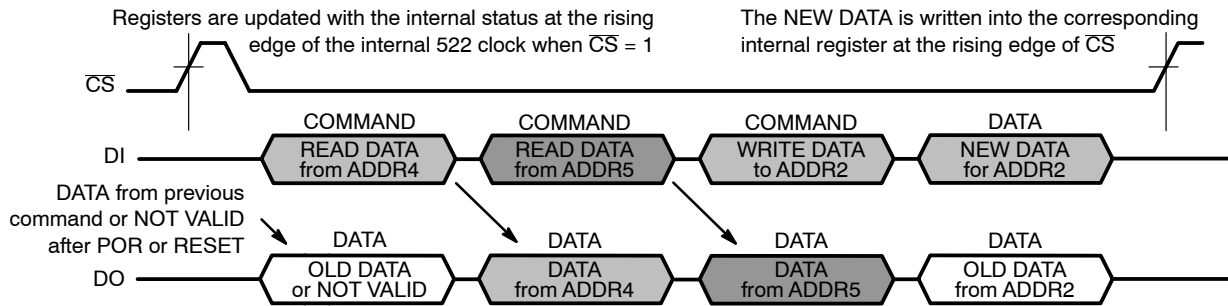 Registers are updated with the internal status at the rising
edge of the internal 522 clock when CS = 1
The NEW DATA is written into the corresponding
internal register at the rising edge of CS
CS
COMMAND
COMMAND
COMMAND
DATA
DI
READ DATA
from ADDR4
READ DATA
from ADDR5
WRITE DATA
to ADDR2
NEW DATA
for ADDR2
DATA from previous
command or NOT VALID
after POR or RESET
DATA
DATA
DATA
DATA
DO
OLD DATA
or NOT VALID
DATA
from ADDR4
DATA
from ADDR5
OLD DATA
from ADDR2